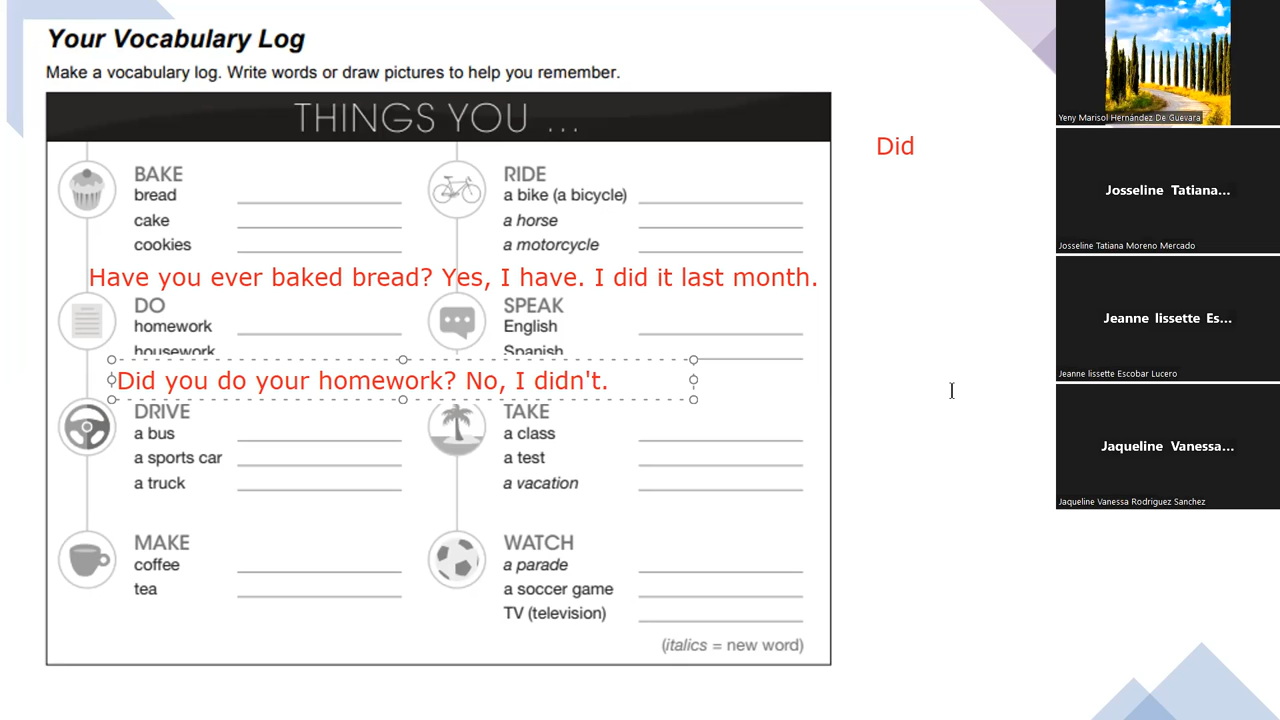 Your Vocabulary Log
Make a vocabulary log. Write words or draw pictures to help you remember.
THINGS YOU ...
Did
BAKE
bread
cake
cookies
RIDE
a bike (a bicycle)
a horse
a motorcycle
Have you ever baked bread? Yes, I have. I did it last month.
DO
homework
housework
SPEAK
English
Spanish
Did you do your homework? No, I didn't.
DRIVE
a bus
a sports car
a truck
TAKE
a class
a test
a vacation
MAKE
coffee
tea
WATCH
a parade
a soccer game
TV (television)
(italics = new word)
Yeny Marisol Hernández De Guevara
Josseline Tatiana...
Josseline Tatiana Moreno Mercado
Jeanne lissette Es...
Jeanne lissette Escobar Lucero
Jaqueline Vanessa...
Jaqueline Vanessa Rodriguez Sanchez